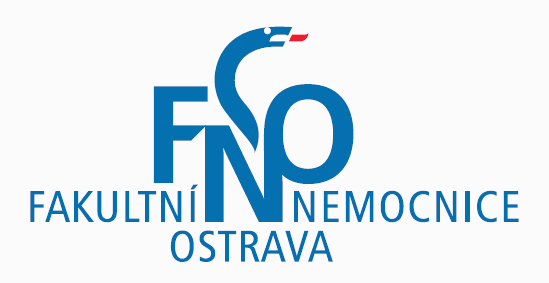 FNO
FAKULTNÍ NEMOCNICE
OSTRAVA